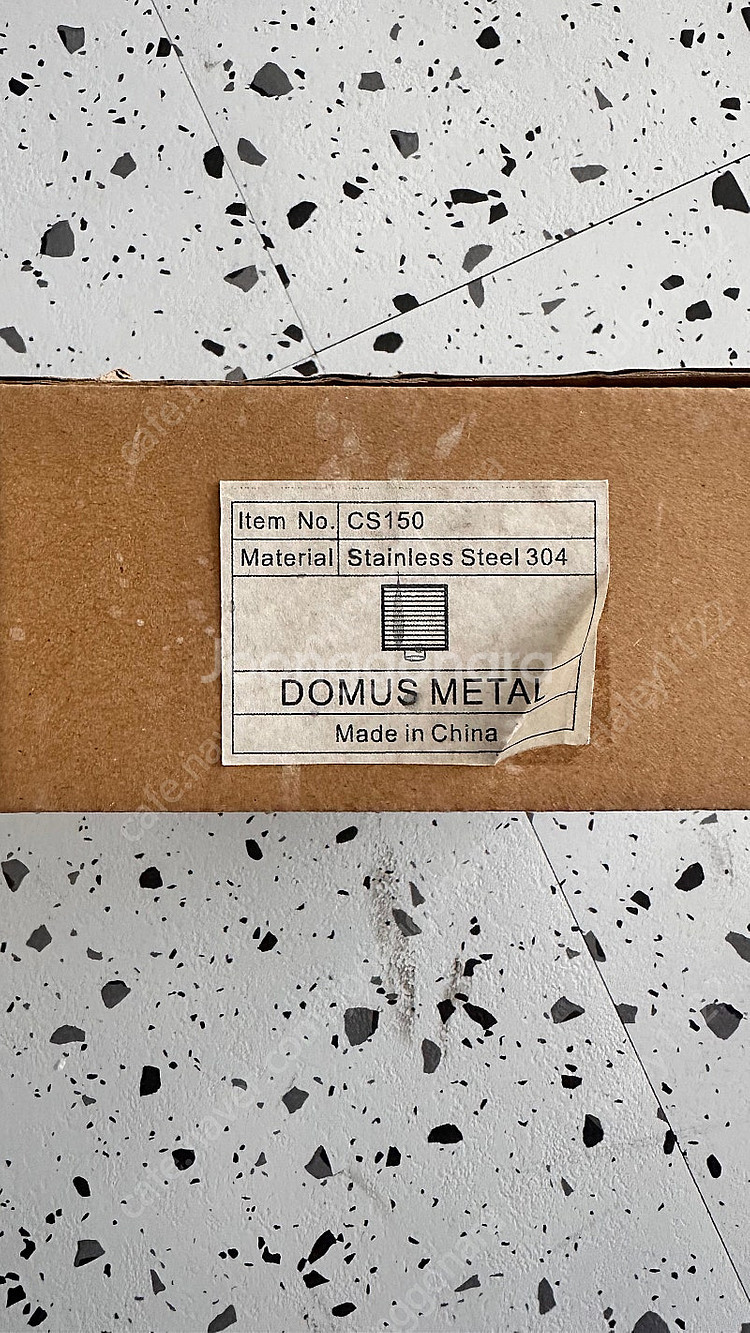 Item No. CS150
Material Stainless Steel 304
DOMUS METAL
Made in China